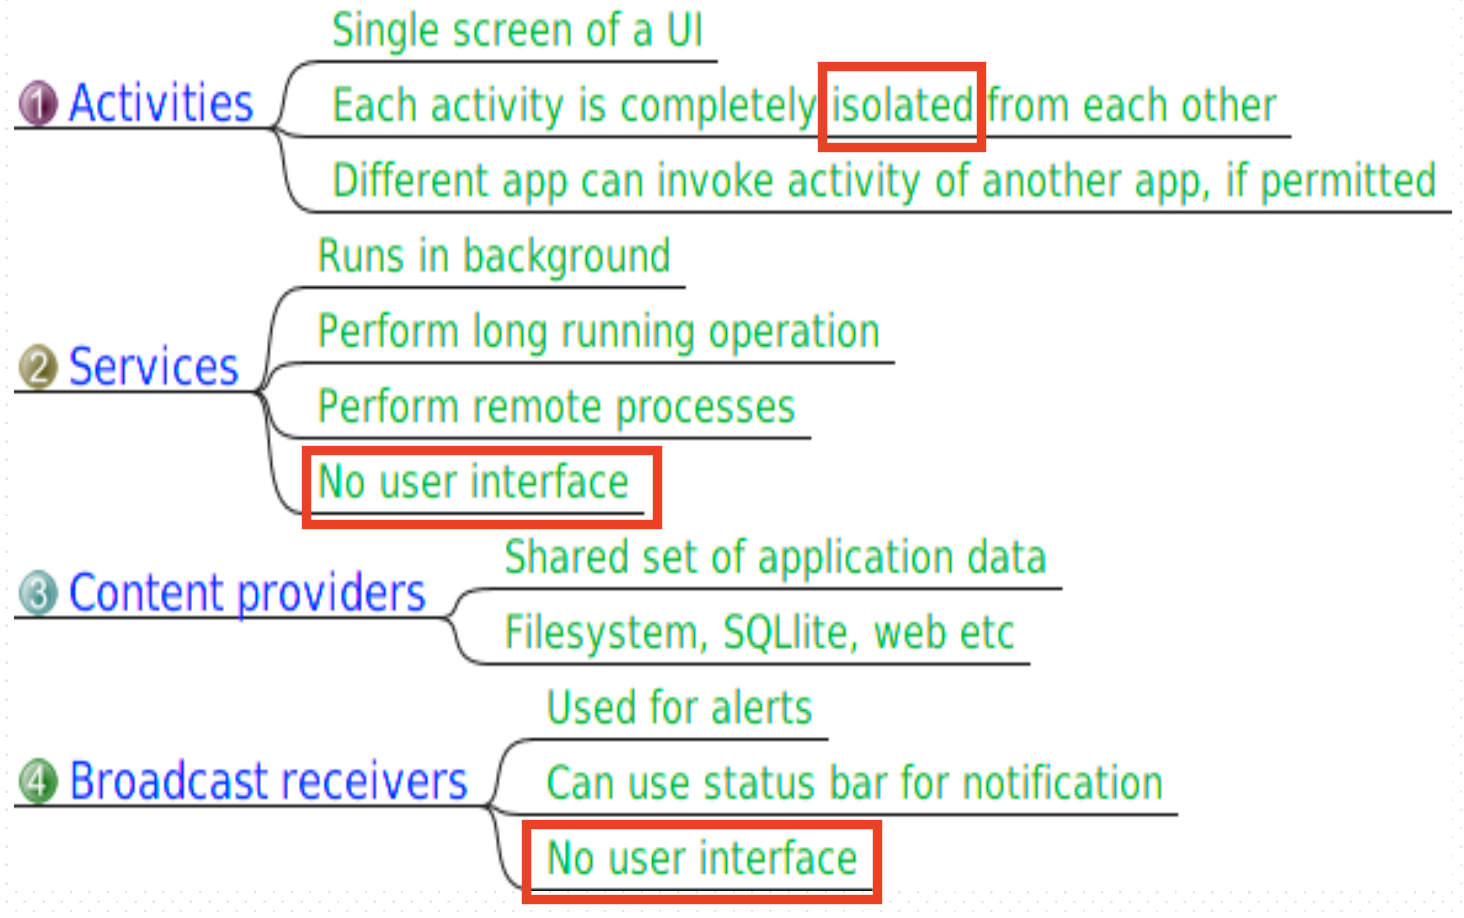 1 Activities
Single screen of a UI
Each activity is completely isolated from each other
Different app can invoke activity of another app, if permitted
2 Services
Runs in background
Perform long running operation
Perform remote processes
No user interface
3 Content providers
Shared set of application data
Filesystem, SQLlite, web etc
4 Broadcast receivers
Used for alerts
Can use status bar for notification
No user interface